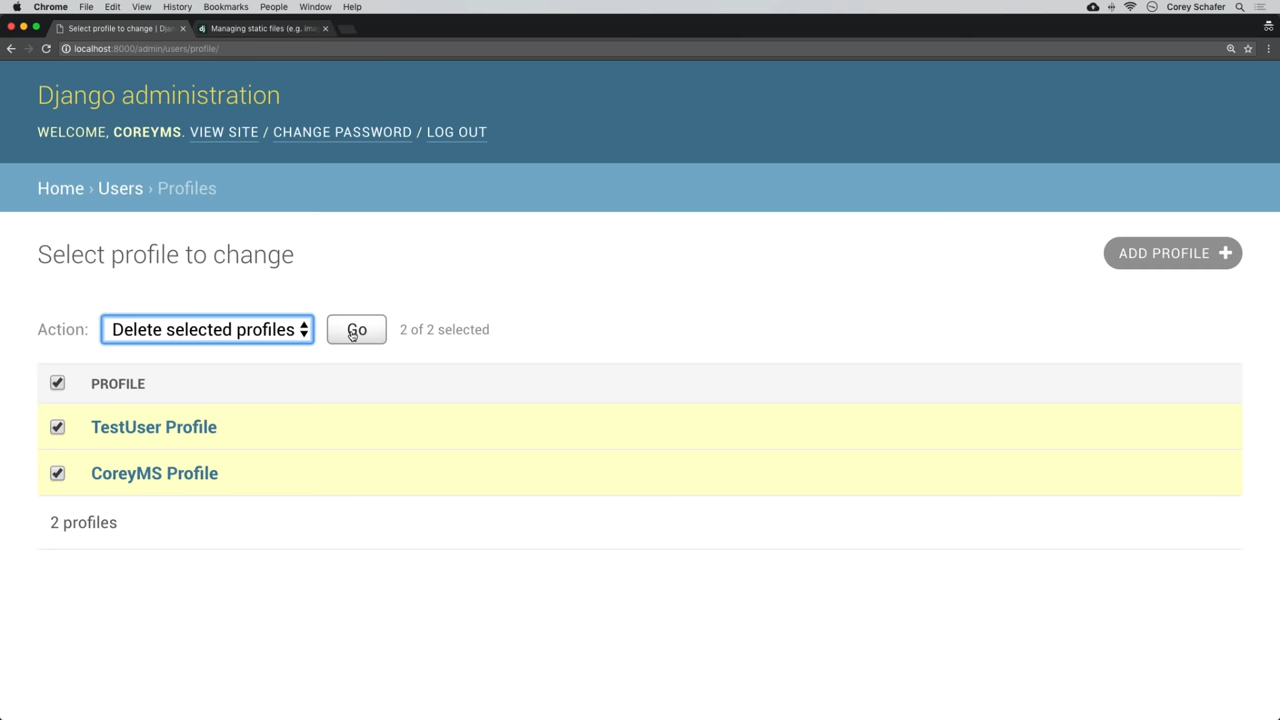 Chrome File Edit View History Bookmarks People Window Help Corey Schafer
Select profile to change | Dja Managing static files (e.g. ima
localhost:8000/admin/users/profile/
Django administration
WELCOME, COREYMS. VIEW SITE / CHANGE PASSWORD / LOG OUT
Home › Users › Profiles
Select profile to change
ADD PROFILE +
Action: Delete selected profiles Go 2 of 2 selected
PROFILE
TestUser Profile
CoreyMS Profile
2 profiles